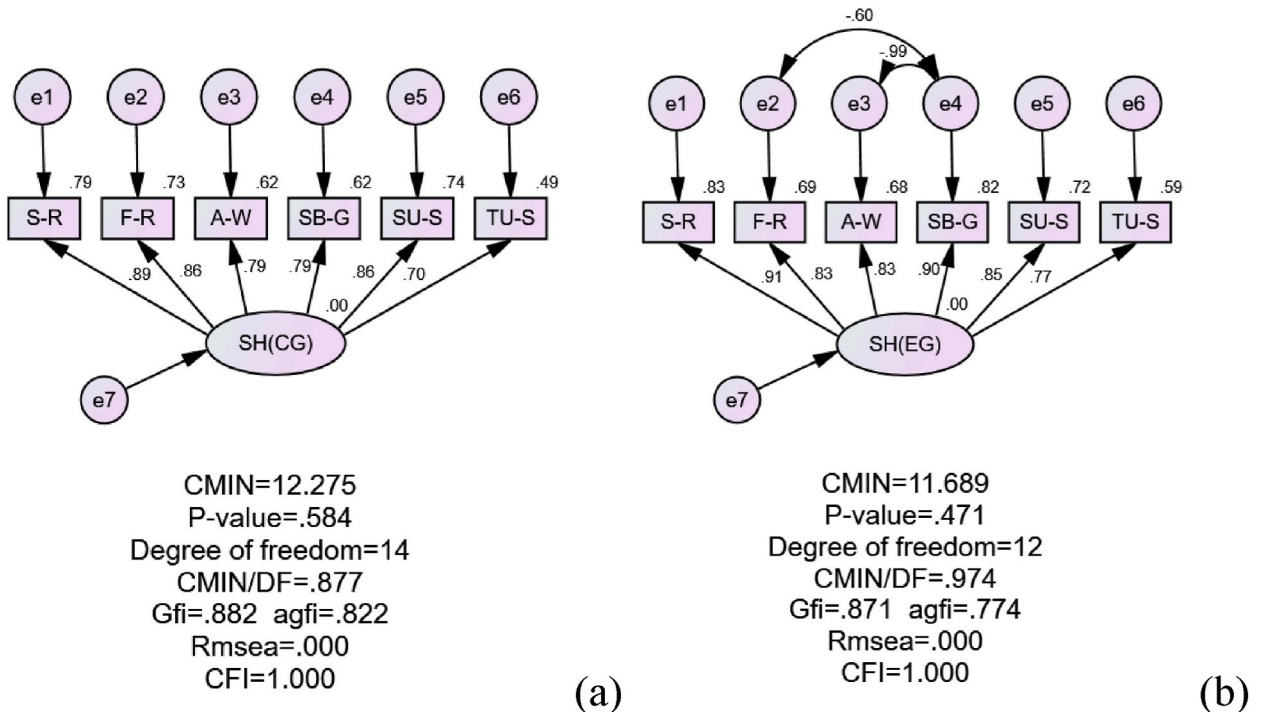 -.60
-.99
e1 e2 e3 e4 e5 e6
.79 .73 .62 .62 .74 .49
S-R F-R A-W SB-G SU-S TU-S
.89 .86 .79 .79 .86 .70
.00
SH(CG)
e7
CMIN=12.275
P-value=.584
Degree of freedom=14
CMIN/DF=.877
Gfi=.882 agfi=.822
Rmsea=.000
CFI=1.000
(a)
e1 e2 e3 e4 e5 e6
.83 .69 .68 .82 .72 .59
S-R F-R A-W SB-G SU-S TU-S
.91 .83 .83 .90 .85 .77
.00
SH(EG)
e7
CMIN=11.689
P-value=.471
Degree of freedom=12
CMIN/DF=.974
Gfi=.871 agfi=.774
Rmsea=.000
CFI=1.000
(b)